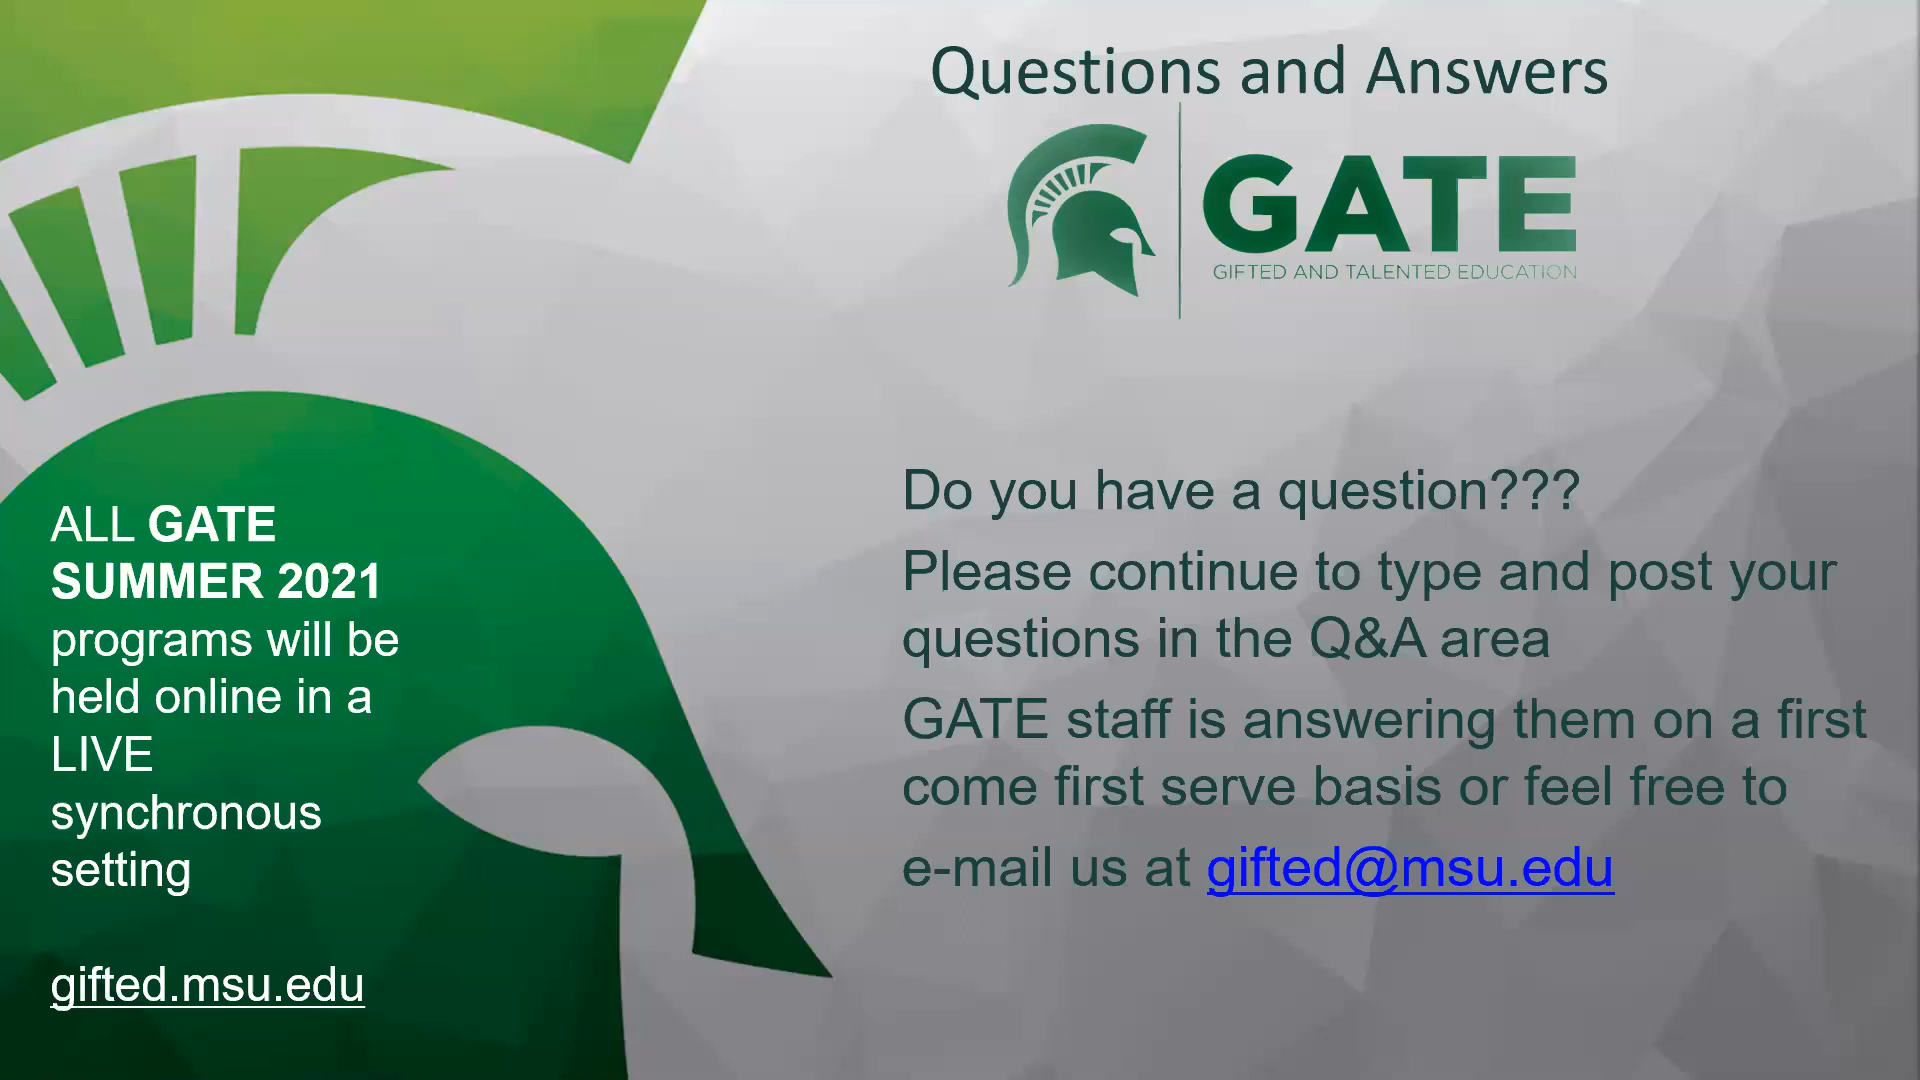 Questions and Answers
GATE
GIFTED AND TALENTED EDUCATION
ALL GATE
SUMMER 2021
programs will be
held online in a
LIVE
synchronous
setting
gifted.msu.edu
Do you have a question???
Please continue to type and post your
questions in the Q&A area
GATE staff is answering them on a first
come first serve basis or feel free to
e-mail us at gifted@msu.edu